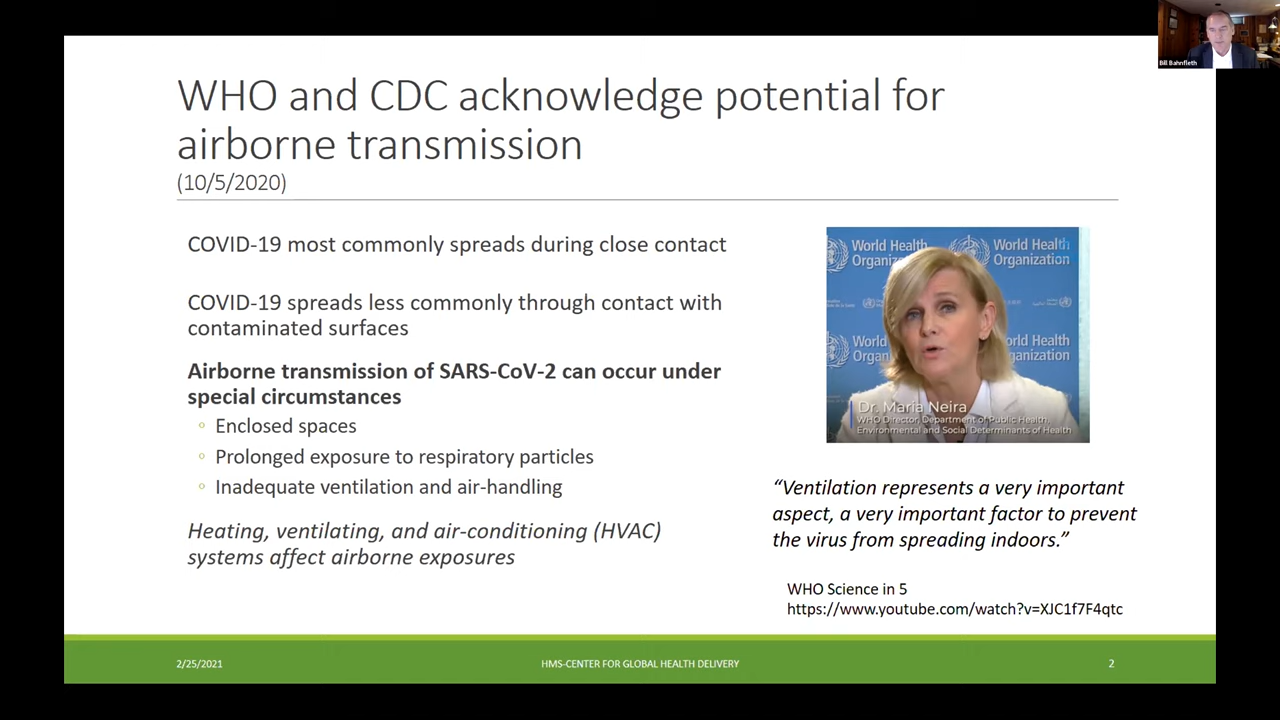 Bill Bahnfleth
WHO and CDC acknowledge potential for
airborne transmission
(10/5/2020)
COVID-19 most commonly spreads during close contact
COVID-19 spreads less commonly through contact with
contaminated surfaces
Airborne transmission of SARS-CoV-2 can occur under
special circumstances
◦ Enclosed spaces
◦ Prolonged exposure to respiratory particles
◦ Inadequate ventilation and air-handling
Heating, ventilating, and air-conditioning (HVAC)
systems affect airborne exposures
World Health
Organiz
World Health
Organization
World
Organ
orld Health
Organization
Dr. Maria Neira
WHO Director, Department of Public Health,
Environmental and Social Determinants of Health
“Ventilation represents a very important
aspect, a very important factor to prevent
the virus from spreading indoors.”
WHO Science in 5
https://www.youtube.com/watch?v=XJC1f7F4qtc
2/25/2021
HMS-CENTER FOR GLOBAL HEALTH DELIVERY
2